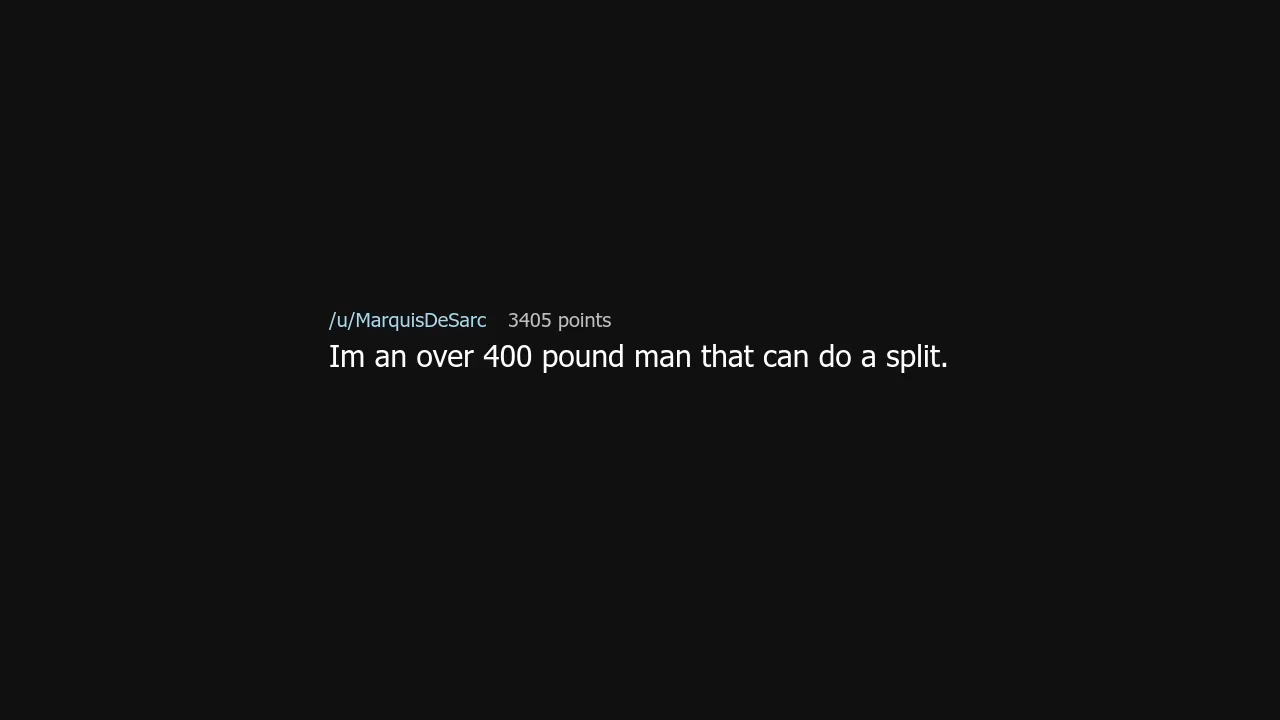 /u/MarquisDeSarc 3405 points
Im an over 400 pound man that can do a split.